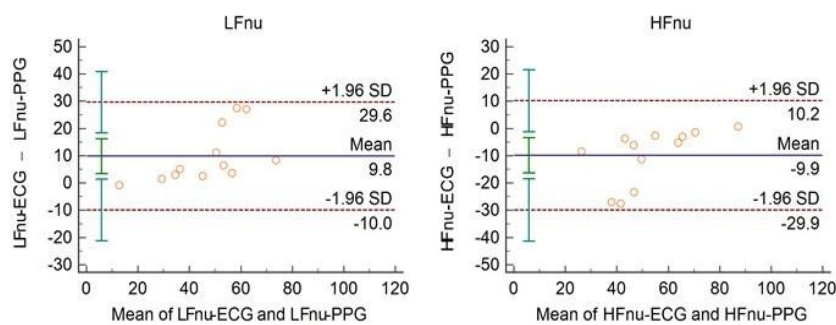 LFnu
50
40
30
20
10
0
-10
-20
-30
LFnu-ECG – LFnu-PPG
+1.96 SD
29.6
Mean
9.8
-1.96 SD
-10.0
0 20 40 60 80 100 120
Mean of LFnu-ECG and LFnu-PPG
HFnu
30
20
10
0
-10
-20
-30
-40
-50
HFnu-ECG – HFnu-PPG
+1.96 SD
10.2
Mean
-9.9
-1.96 SD
-29.9
0 20 40 60 80 100 120
Mean of HFnu-ECG and HFnu-PPG